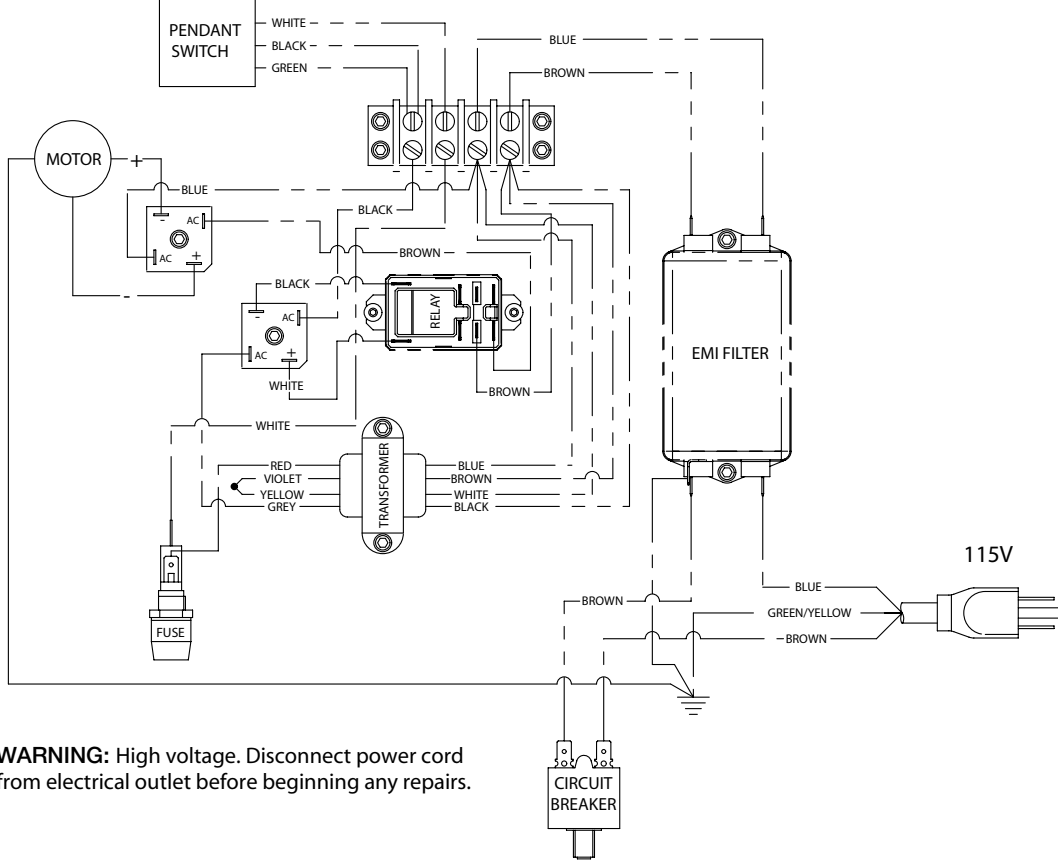 PENDANT
SWITCH
WHITE
BLACK
GREEN
BLUE
BROWN
MOTOR
+
BLUE
-
AC
AC
+
-
BLACK
BROWN
BLACK
-
AC
AC
+
WHITE
RELAY
BROWN
EMI FILTER
WHITE
RED
VIOLET
YELLOW
GREY
TRANSFORMER
BLUE
BROWN
WHITE
BLACK
FUSE
115V
BLUE
BROWN
GREEN/YELLOW
BROWN
WARNING: High voltage. Disconnect power cord
from electrical outlet before beginning any repairs.
CIRCUIT
BREAKER